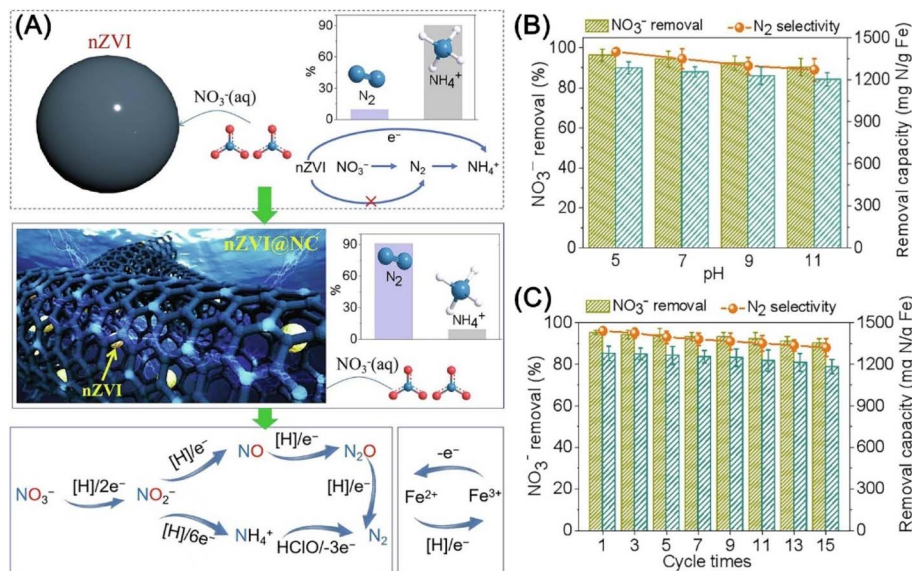 (A)
nZVI
NO₃⁻(aq)
90
60
30
0
%
N₂
NH₄⁺
e⁻
nZVI NO₃⁻ → N₂ → NH₄⁺
×
nZVI@NC
nZVI
90
60
30
0
%
N₂
NH₄⁺
NO₃⁻(aq)
NO₃⁻
[H]/2e⁻
NO₂⁻
[H]/e⁻
NO
[H]/e⁻
N₂O
[H]/e⁻
[H]/6e⁻
NH₄⁺
HClO/-3e⁻
N₂
-e⁻
Fe²⁺
Fe³⁺
[H]/e⁻
(B)
NO₃⁻ removal
N₂ selectivity
NO₃⁻ removal (%)
100
80
60
40
20
0
1500
1200
900
600
300
0
Removal capacity (mg N/g Fe)
5 7 9 11
pH
(C)
NO₃⁻ removal
N₂ selectivity
NO₃⁻ removal (%)
100
80
60
40
20
0
1500
1200
900
600
300
0
Removal capacity (mg N/g Fe)
1 3 5 7 9 11 13 15
Cycle times